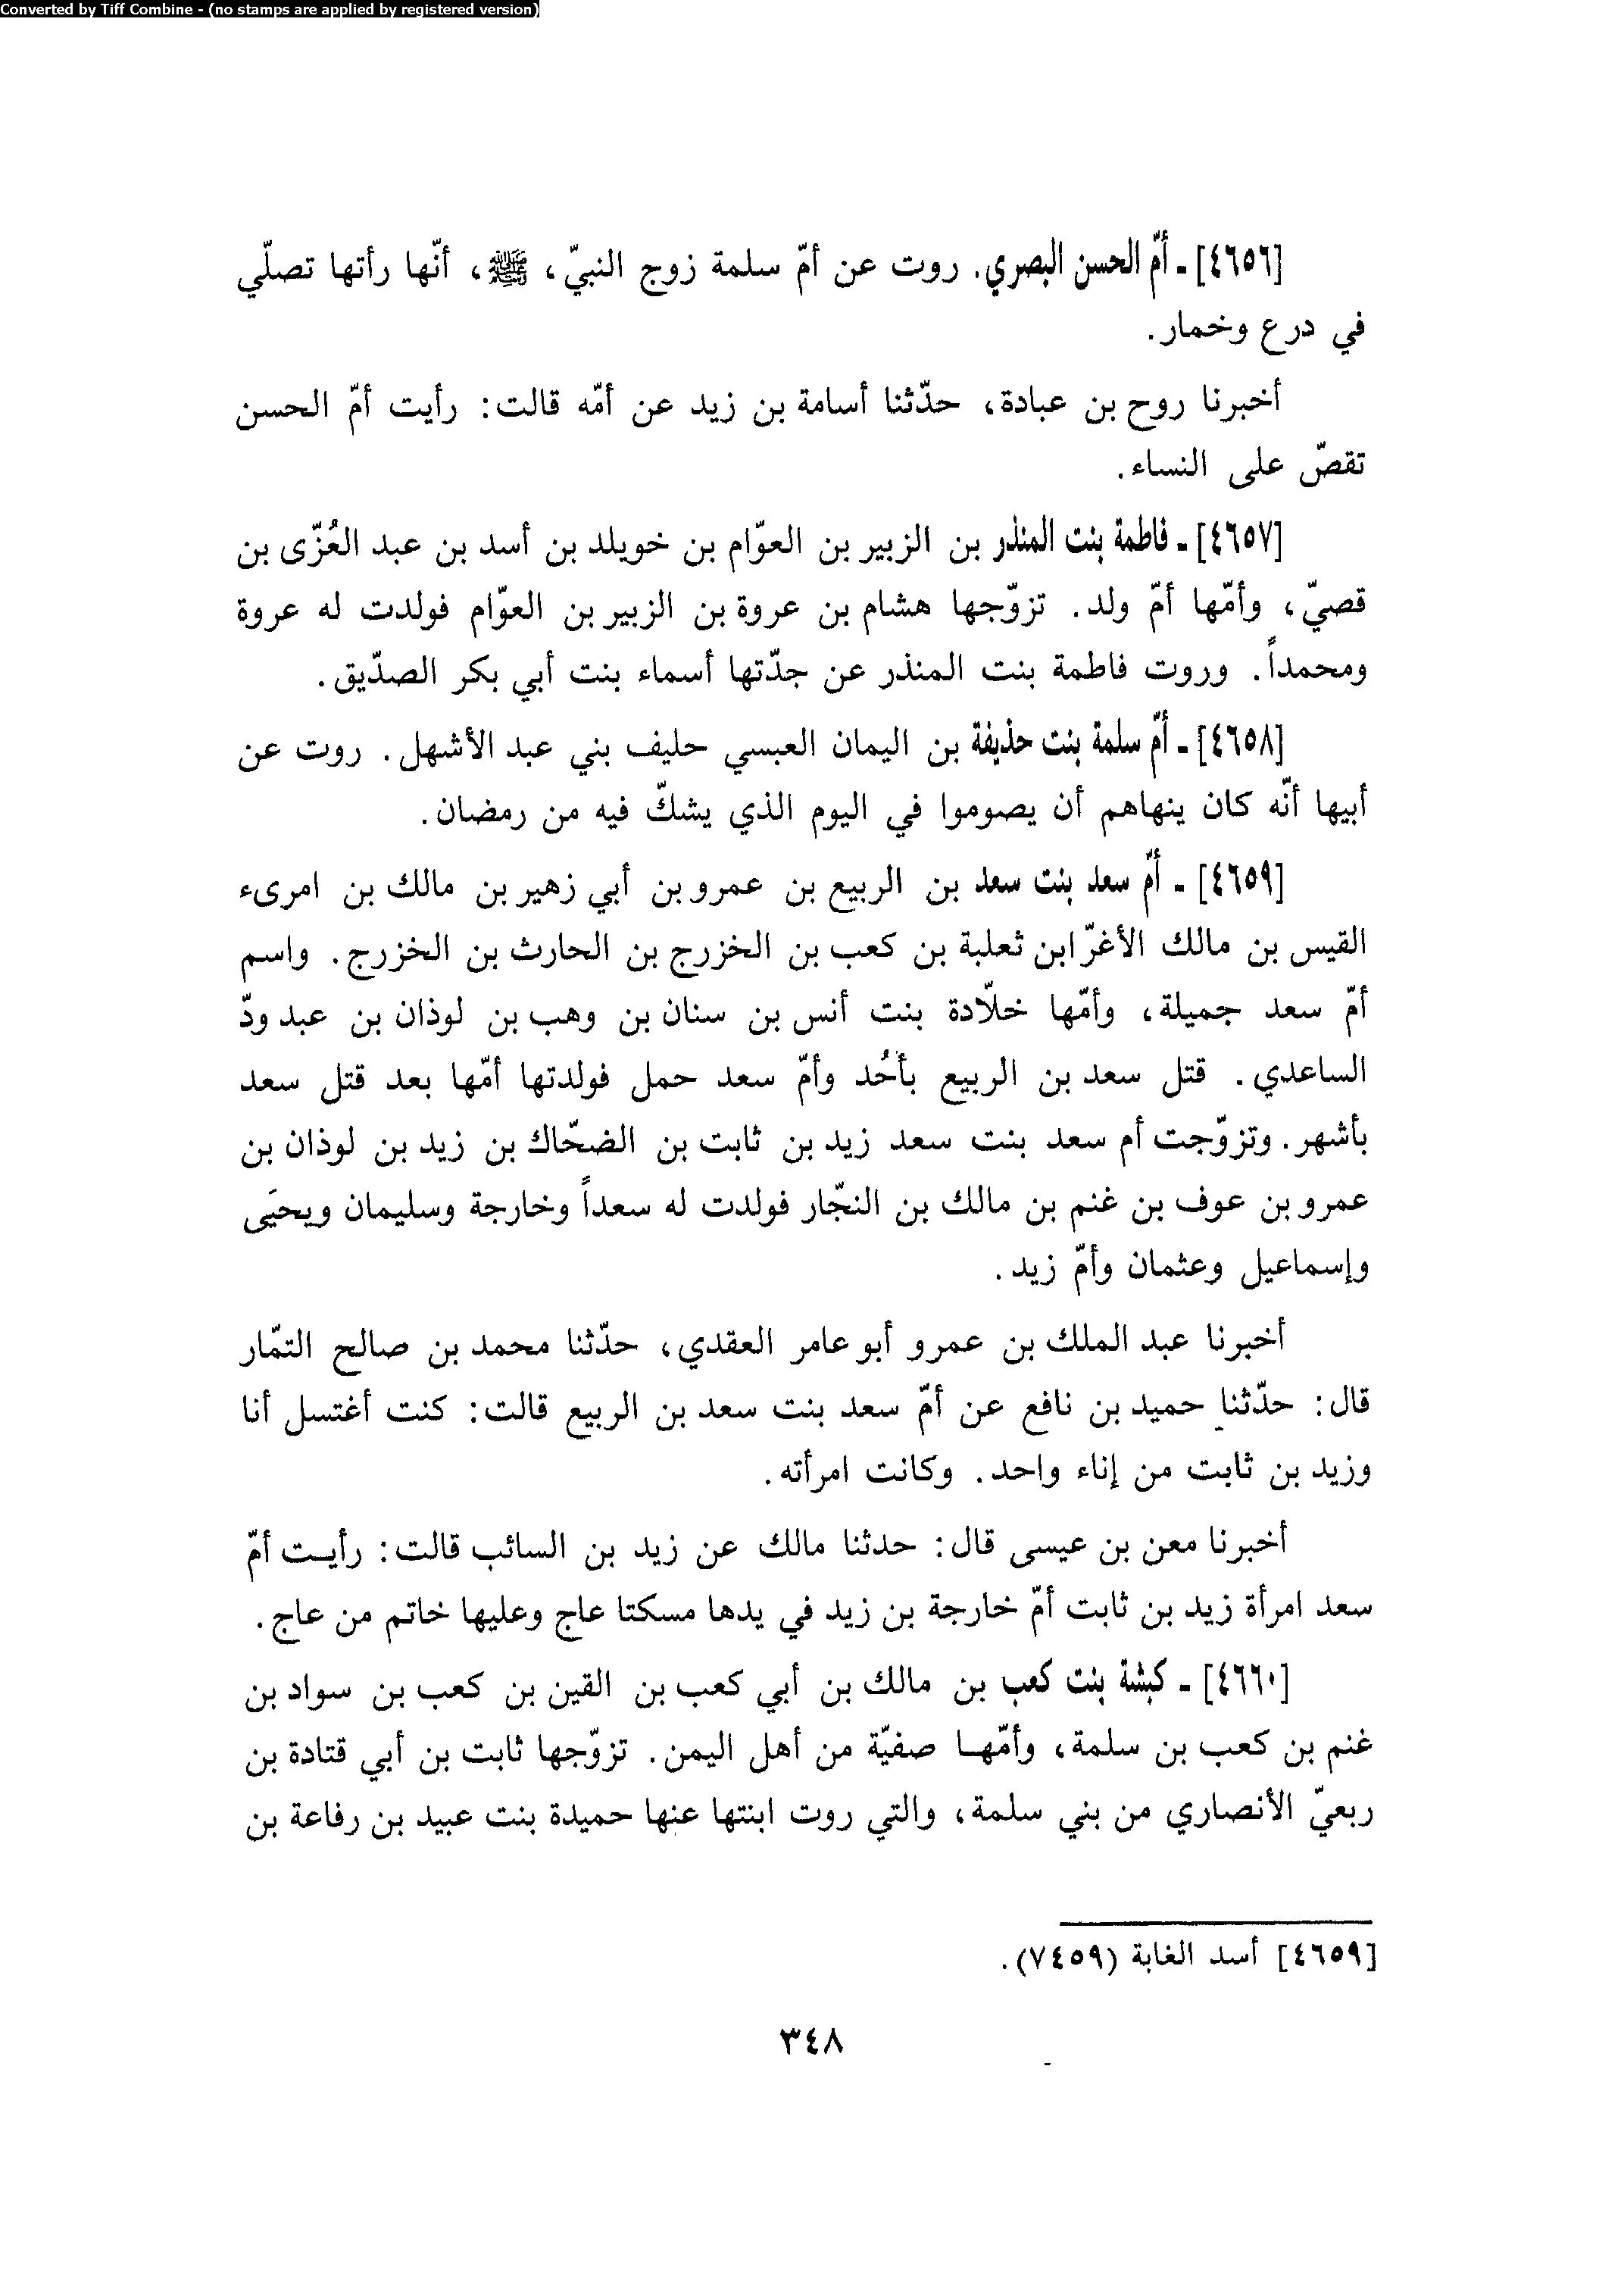 Converted by Tiff Combine - (no stamps are applied by registered version)
[٤٦٥٦] - أمّ الحسن البصري. روت عن أمّ سلمة زوج النبيّ، ﷺ، أنّها رأتها تصلّي
في درع وخمار.
أخبرنا روح بن عبادة، حدّثنا أسامة بن زيد عن أمّه قالت: رأيت أمّ الحسن
تقصّ على النساء.
[٤٦٥٧] - فاطمة بنت المنذر بن الزبير بن العوّام بن خويلد بن أسد بن عبد العُزّى بن
قصيّ، وأمّها أمّ ولد. تزوّجها هشام بن عروة بن الزبير بن العوّام فولدت له عروة
ومحمداً. وروت فاطمة بنت المنذر عن جدّتها أسماء بنت أبي بكر الصدّيق.
[٤٦٥٨] - أمّ سلمة بنت حذيفة بن اليمان العبسي حليف بني عبد الأشهل. روت عن
أبيها أنّه كان ينهاهم أن يصوموا في اليوم الذي يشكّ فيه من رمضان.
[٤٦٥٩] - أمّ سعد بنت سعد بن الربيع بن عمرو بن أبي زهير بن مالك بن امرىء
القيس بن مالك الأغرّ ابن ثعلبة بن كعب بن الخزرج بن الحارث بن الخزرج. واسم
أمّ سعد جميلة، وأمّها خلّادة بنت أنس بن سنان بن وهب بن لوذان بن عبد ودّ
الساعدي. قتل سعد بن الربيع بأحُد وأمّ سعد حمل فولدتها أمّها بعد قتل سعد
بأشهر. وتزوّجت أم سعد بنت سعد زيد بن ثابت بن الضحّاك بن زيد بن لوذان بن
عمرو بن عوف بن غنم بن مالك بن النجّار فولدت له سعداً وخارجة وسليمان ويحيَى
وإسماعيل وعثمان وأمّ زيد.
أخبرنا عبد الملك بن عمرو أبو عامر العقدي، حدّثنا محمد بن صالح التمّار
قال: حدّثنا حميد بن نافع عن أمّ سعد بنت سعد بن الربيع قالت: كنت أغتسل أنا
وزيد بن ثابت من إناء واحد. وكانت امرأته.
أخبرنا معن بن عيسى قال: حدثنا مالك عن زيد بن السائب قالت: رأيت أمّ
سعد امرأة زيد بن ثابت أمّ خارجة بن زيد في يدها مسكتا عاج وعليها خاتم من عاج.
[٤٦٦٠] - كبشة بنت كعب بن مالك بن أبي كعب بن القين بن كعب بن سواد بن
غنم بن كعب بن سلمة، وأمّها صفيّة من أهل اليمن. تزوّجها ثابت بن أبي قتادة بن
ربعيّ الأنصاري من بني سلمة، والتي روت ابنتها عنها حميدة بنت عبيد بن رفاعة بن
[٤٦٥٩] أسد الغابة (٧٤٥٩).
٣٤٨